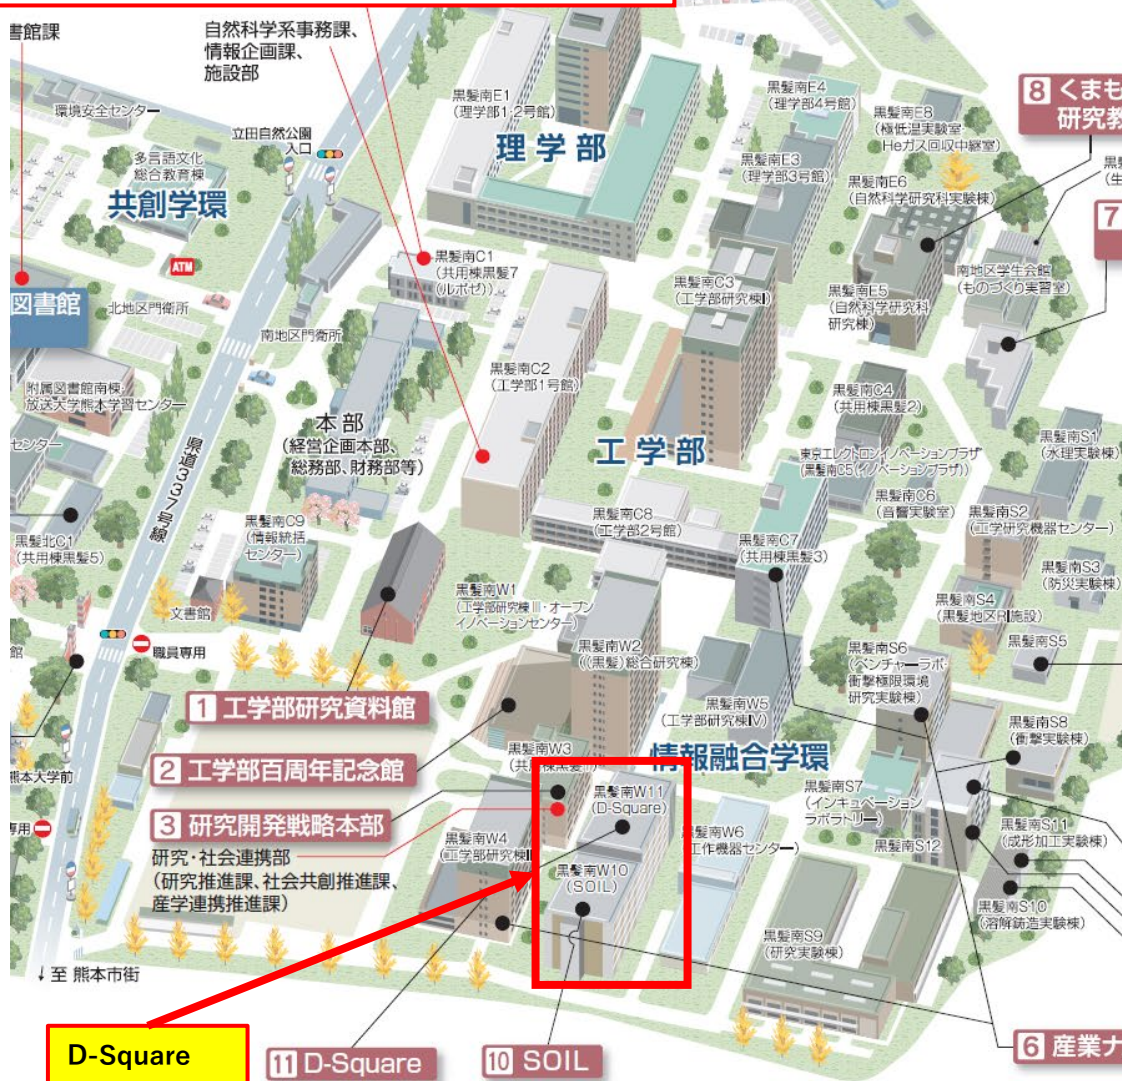 書館課
自然科学系事務課、
情報企画課、
施設部
環境安全センター
立田自然公園
入口
多言語文化
総合教育棟
共創学環
ATM
図書館
北地区門衛所
南地区門衛所
附属図書館南棟・
放送大学熊本学習センター
センター
黒髪北C1
(共用棟黒髪5)
県道337号線
黒髪南E1
(理学部1・2号館)
理学部
黒髪南E4
(理学部4号館)
黒髪南E3
(理学部3号館)
黒髪南E8
(極低温実験室・
Heガス回収中継室)
8 くまも
研究教
黒髪南E6
(自然科学研究科実験棟)
7
南地区学生会館
(ものづくり実習室)
黒髪南E5
(自然科学研究科
研究棟)
黒髪南C1
(共用棟黒髪7
(ルポゼ))
黒髪南C3
(工学部研究棟Ⅰ)
黒髪南C2
(工学部1号館)
黒髪南C4
(共用棟黒髪2)
本部
(経営企画本部、
総務部、財務部等)
工学部
東京エレクトロンイノベーションプラザ
(黒髪南C5(イノベーションプラザ))
黒髪南S1
(水理実験棟)
黒髪南C6
(音響実験室)
黒髪南S2
(工学研究機器センター)
黒髪南C8
(工学部2号館)
黒髪南C7
(共用棟黒髪3)
黒髪南C9
(情報統括
センター)
黒髪南S3
(防災実験棟)
黒髪南S4
(黒髪地区RI施設)
黒髪南S5
文書館
職員専用
黒髪南W1
(工学部研究棟Ⅲ・オープン
イノベーションセンター)
黒髪南W2
((黒髪)総合研究棟)
黒髪南S6
(ベンチャーラボ・
衝撃極限環境
研究実験棟)
黒髪南W5
(工学部研究棟Ⅳ)
黒髪南S8
(衝撃実験棟)
1 工学部研究資料館
2 工学部百周年記念館
3 研究開発戦略本部
研究・社会連携部
(研究推進課、社会共創推進課、
産学連携推進課)
熊本大学前
専用
黒髪南W3
情報融合学環
黒髪南W11
(D-Square)
黒髪南W4
(工学部研究棟
黒髪南W10
(SOIL)
黒髪南W6
工作機器センター)
黒髪南S7
(インキュベーション
ラボラトリー)
黒髪南S12
黒髪南S11
(成形加工実験棟)
黒髪南S10
(溶解鋳造実験棟)
黒髪南S9
(研究実験棟)
↓至 熊本市街
D-Square
11 D-Square
10 SOIL
6 産業ナ